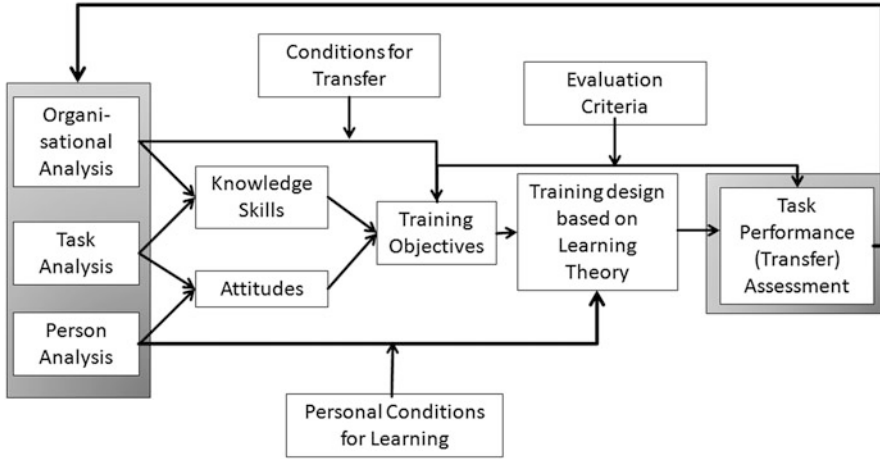 Conditions for
Transfer
Evaluation
Criteria
Organi-
sational
Analysis
Task
Analysis
Person
Analysis
Knowledge
Skills
Attitudes
Training
Objectives
Training design
based on
Learning
Theory
Task
Performance
(Transfer)
Assessment
Personal Conditions
for Learning